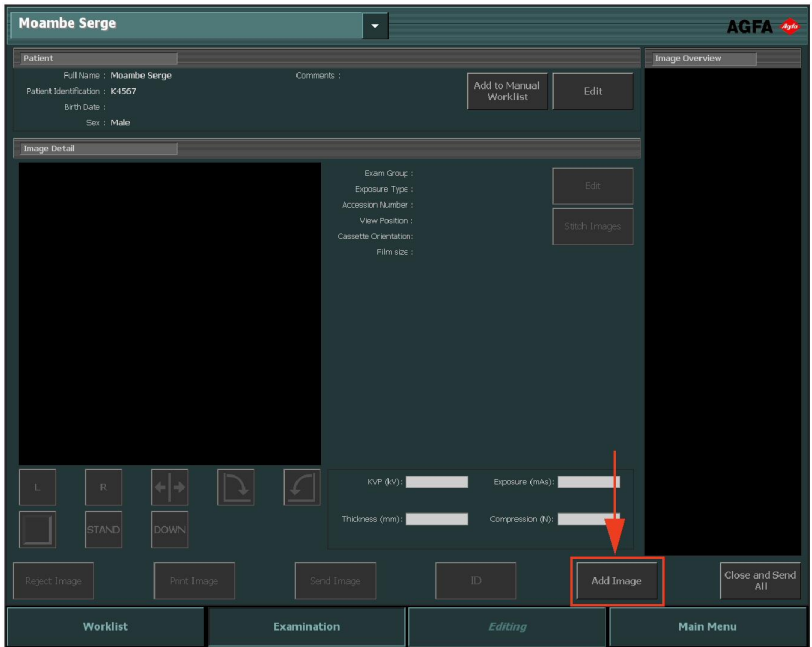 Moambe Serge
AGFA
Agfa
Patient
Full Name : Moambe Serge
Patient Identification : K4567
Birth Date :
Sex : Male
Comments :
Add to Manual
Worklist
Edit
Image Overview
Image Detail
Exam Group :
Exposure Type :
Accession Number :
View Position :
Cassette Orientation:
Film size :
Edit
Stitch Images
L
R
STAND
DOWN
KVP (kV):
Exposure (mAs):
Thickness (mm):
Compression (N):
Reject Image
Print Image
Send Image
ID
Add Image
Close and Send
All
Worklist
Examination
Editing
Main Menu